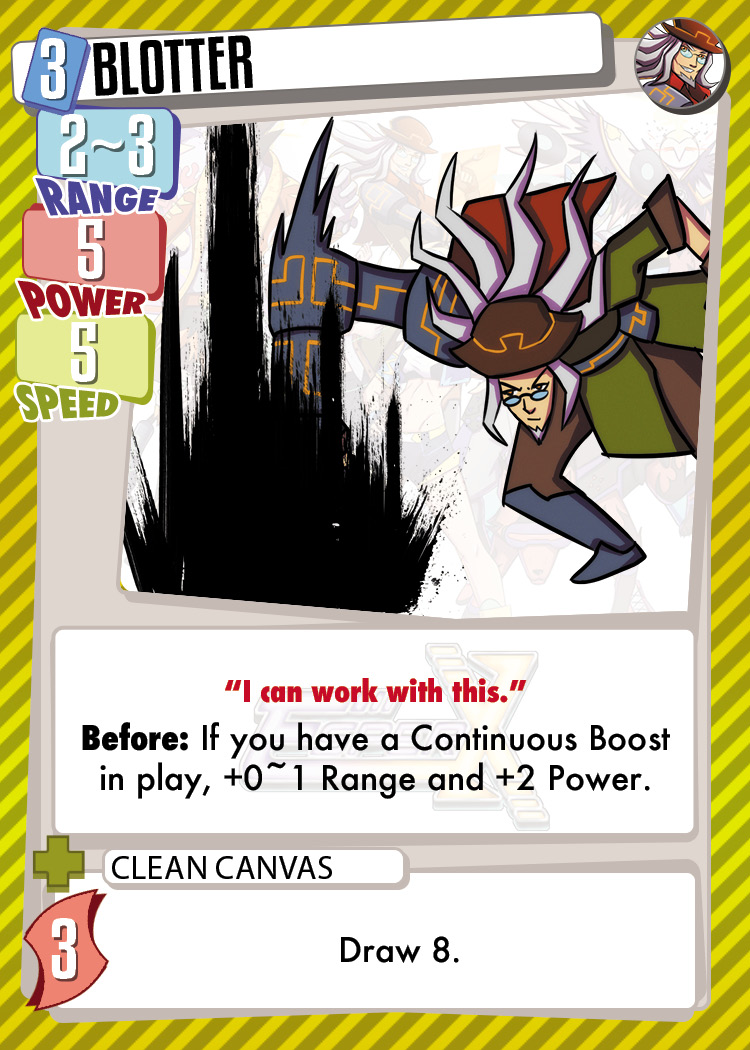 3 BLOTTER
2~3
RANGE
5
POWER
5
SPEED
“I can work with this.”
Before: If you have a Continuous Boost
in play, +0~1 Range and +2 Power.
CLEAN CANVAS
3
Draw 8.